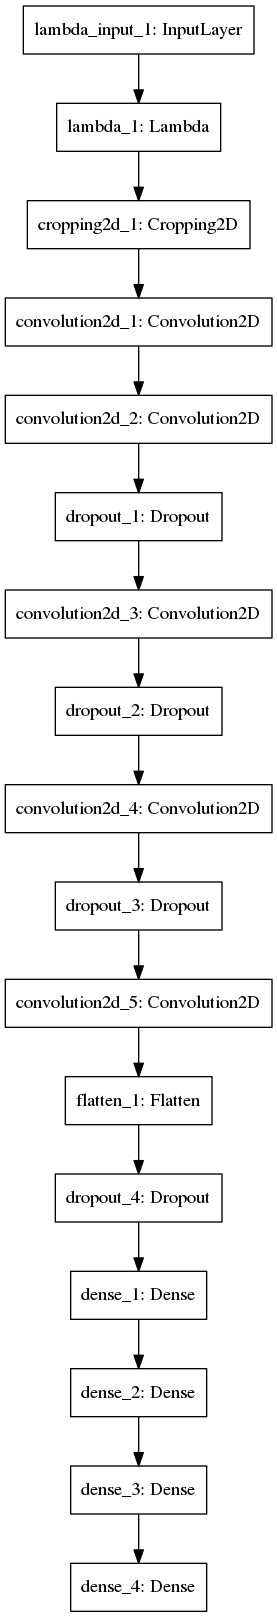 lambda_input_1: InputLayer
lambda_1: Lambda
cropping2d_1: Cropping2D
convolution2d_1: Convolution2D
convolution2d_2: Convolution2D
dropout_1: Dropout
convolution2d_3: Convolution2D
dropout_2: Dropout
convolution2d_4: Convolution2D
dropout_3: Dropout
convolution2d_5: Convolution2D
flatten_1: Flatten
dropout_4: Dropout
dense_1: Dense
dense_2: Dense
dense_3: Dense
dense_4: Dense